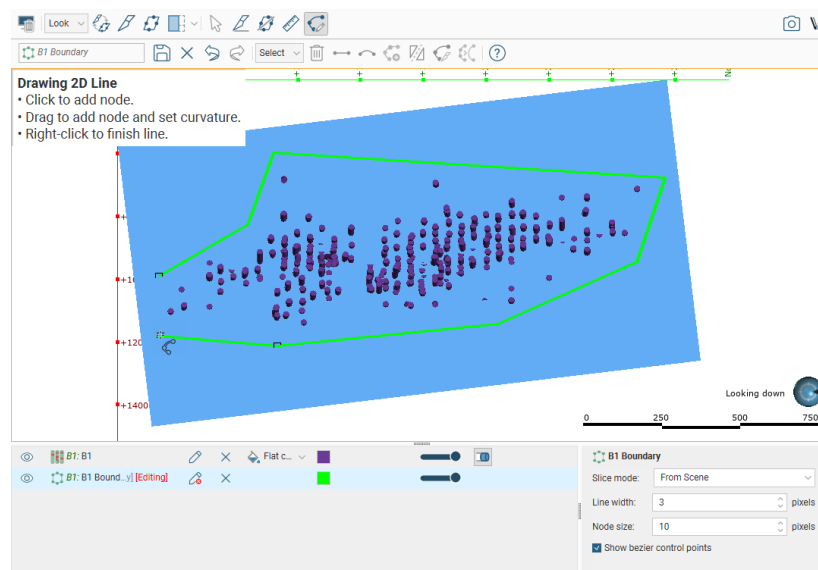 Look
B1 Boundary
Select
Drawing 2D Line
• Click to add node.
• Drag to add node and set curvature.
• Right-click to finish line.
+1400
Looking down
0 250 500 750
B1: B1
Flat c...
B1: B1 Bound...y] [Editing]
B1 Boundary
Slice mode: From Scene
Line width: 3 pixels
Node size: 10 pixels
Show bezier control points